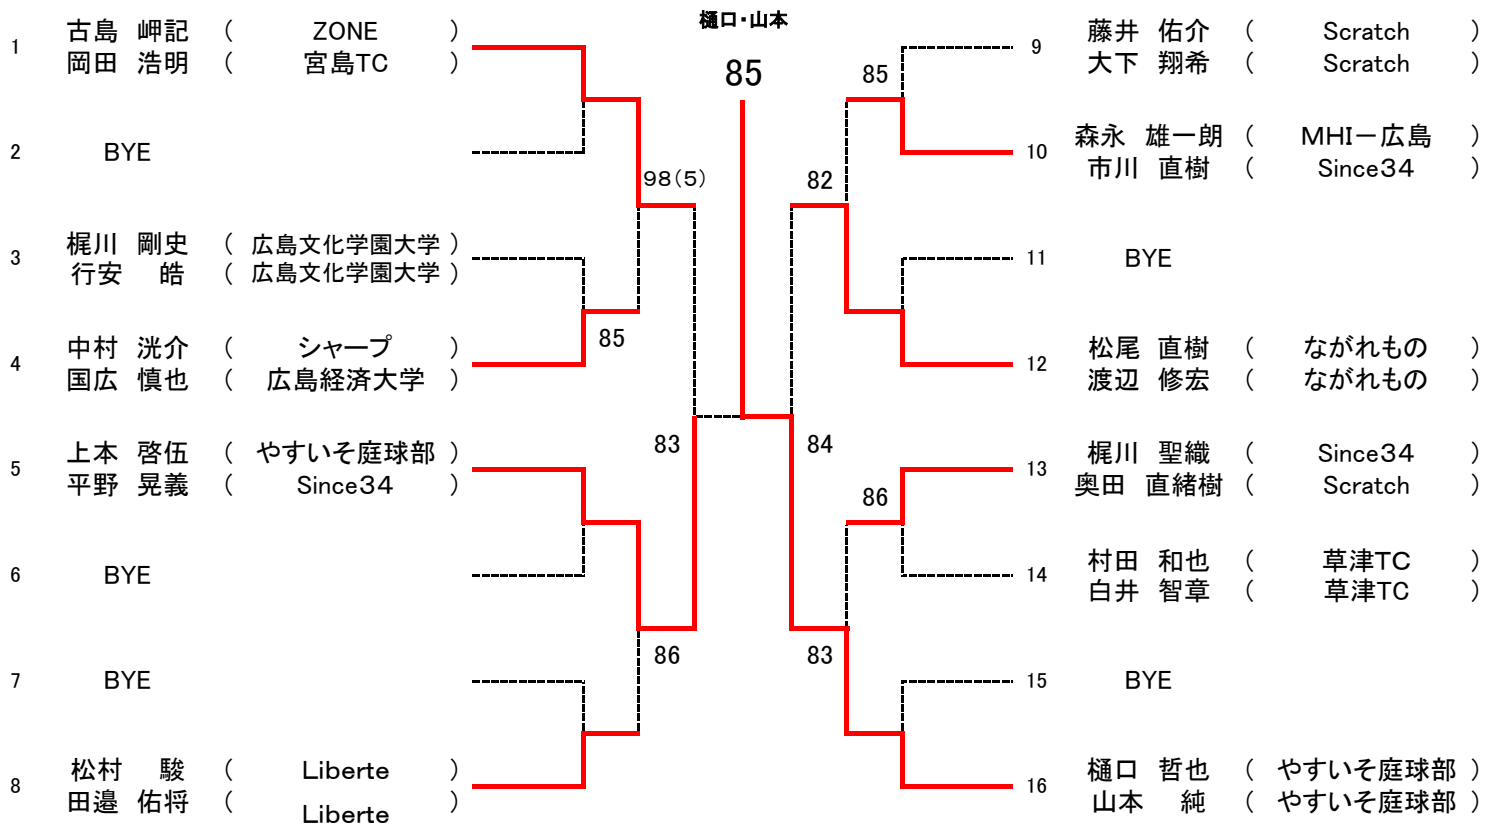 樋口・山本
85
1 古島 岬記 ( ZONE )
岡田 浩明 ( 宮島TC )
2 BYE
98(5)
3 梶川 剛史 ( 広島文化学園大学 )
行安 皓 ( 広島文化学園大学 )
85
4 中村 洸介 ( シャープ )
国広 慎也 ( 広島経済大学 )
83
5 上本 啓伍 ( やすいそ庭球部 )
平野 晃義 ( Since34 )
6 BYE
86
7 BYE
8 松村 駿 ( Liberte )
田邉 佑将 ( Liberte )
9 藤井 佑介 ( Scratch )
大下 翔希 ( Scratch )
85
10 森永 雄一朗 ( MHI－広島 )
市川 直樹 ( Since34 )
82
11 BYE
12 松尾 直樹 ( ながれもの )
渡辺 修宏 ( ながれもの )
84
13 梶川 聖織 ( Since34 )
奥田 直緒樹 ( Scratch )
86
14 村田 和也 ( 草津TC )
白井 智章 ( 草津TC )
83
15 BYE
16 樋口 哲也 ( やすいそ庭球部 )
山本 純 ( やすいそ庭球部 )